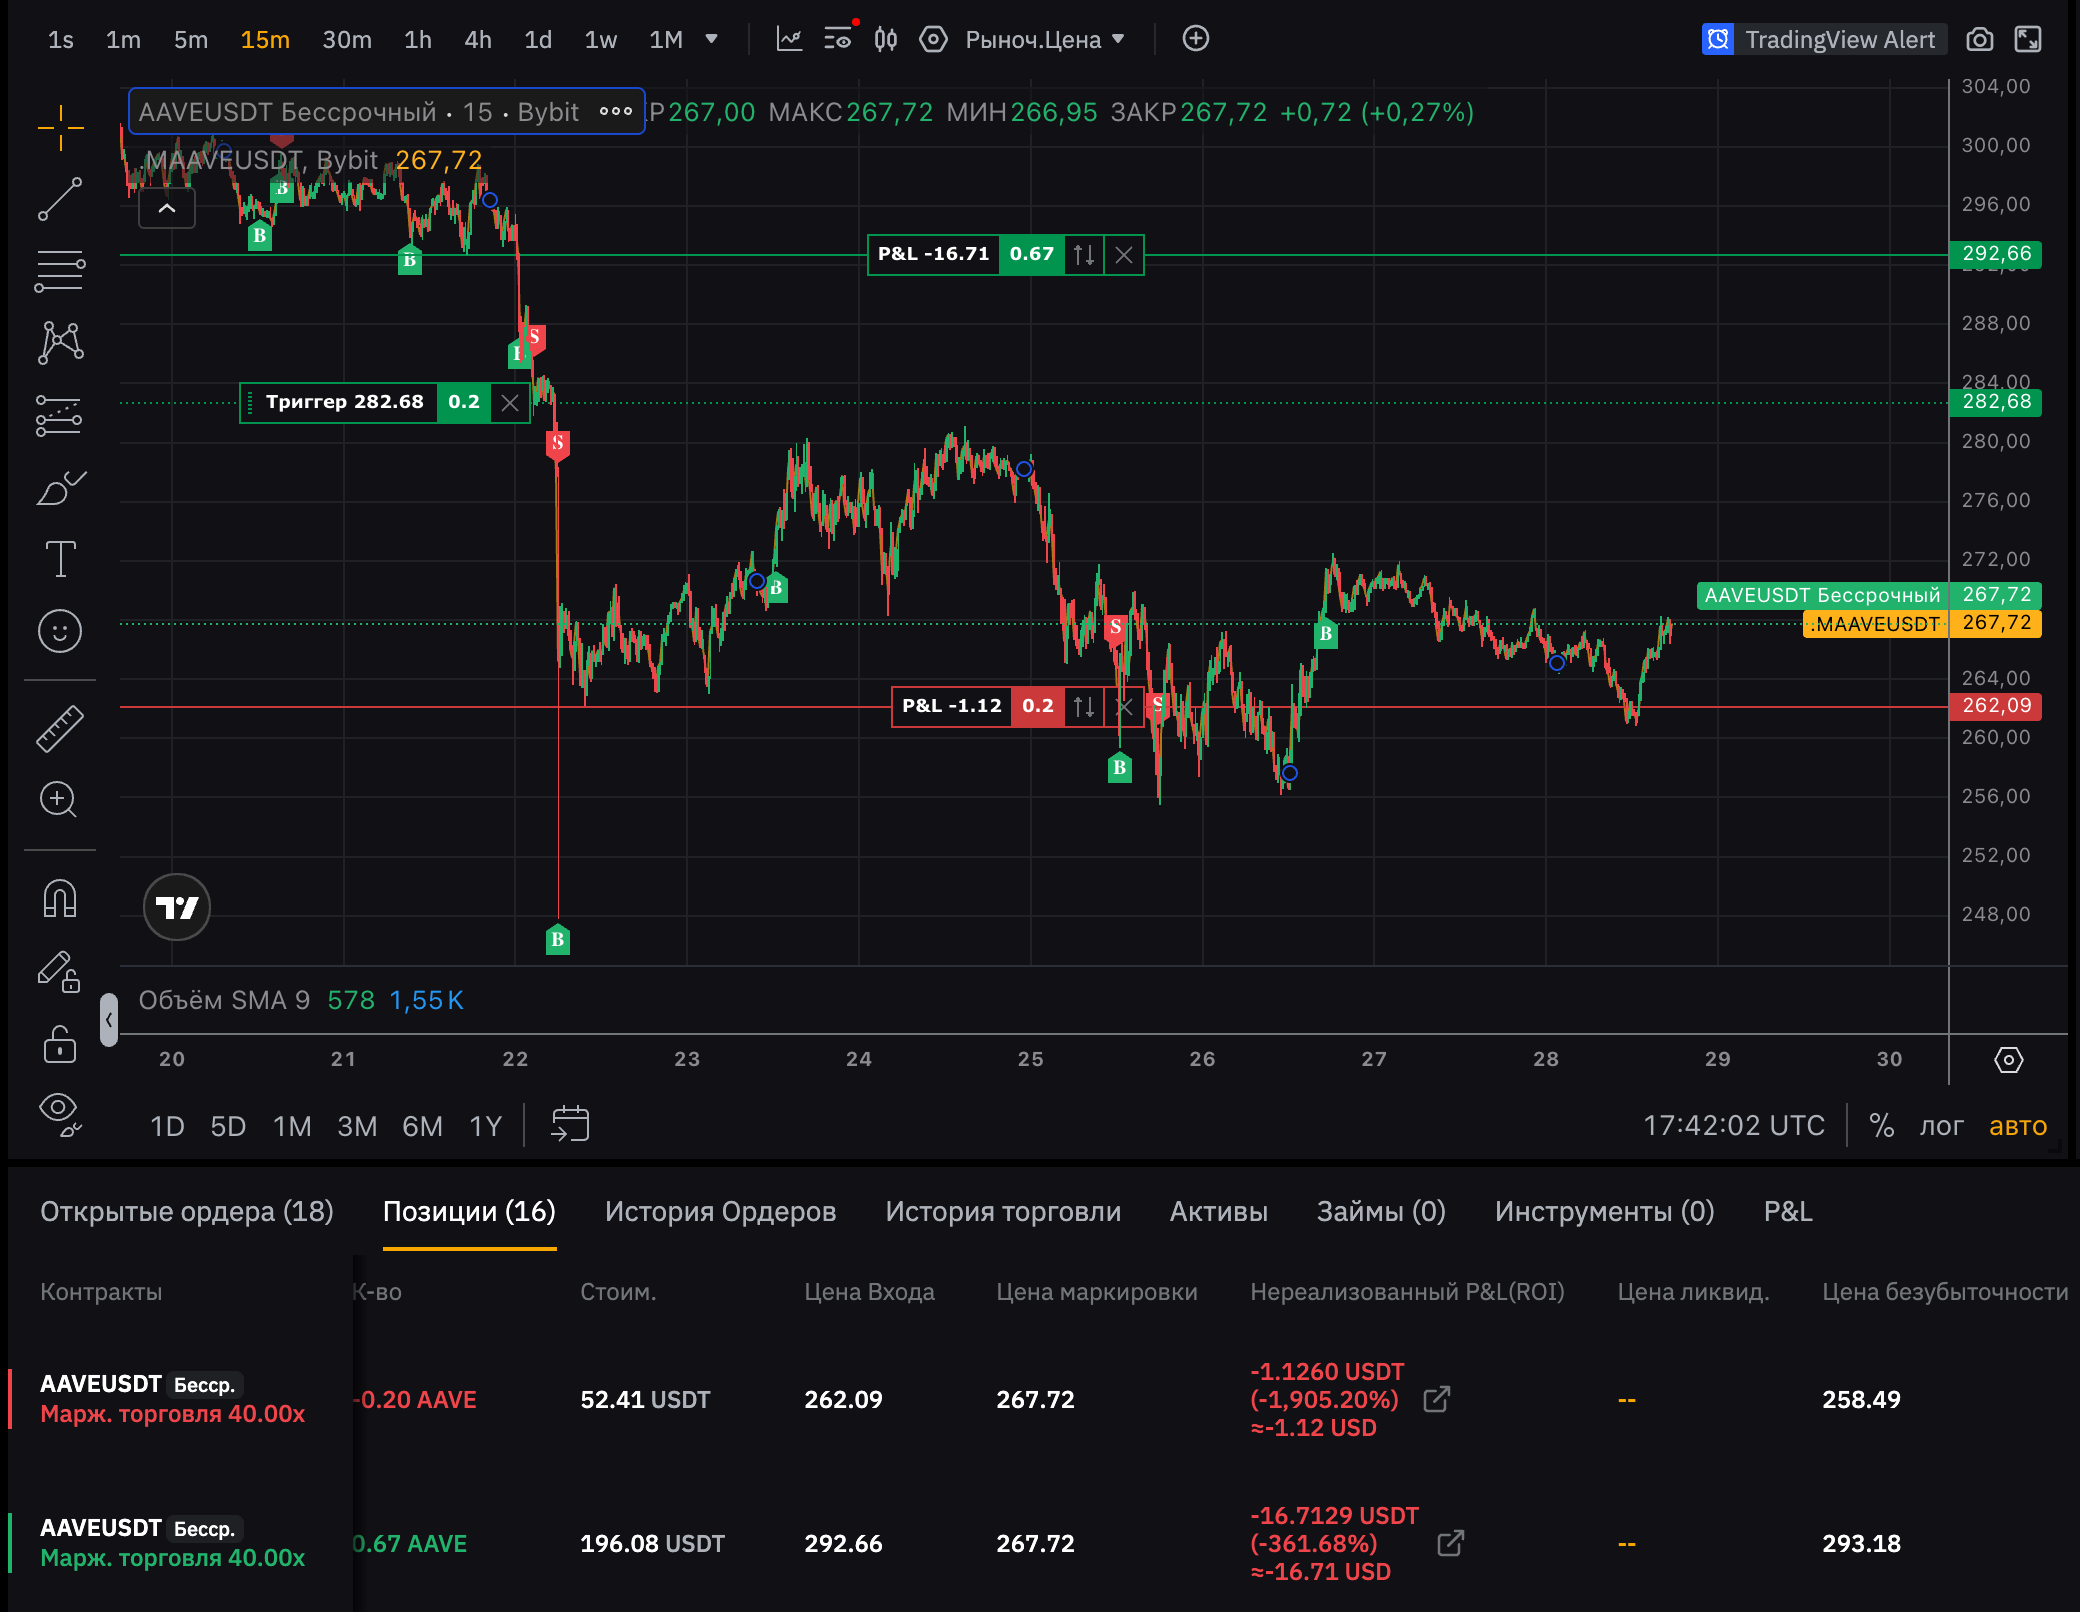 1s 1m 5m 15m 30m 1h 4h 1d 1w 1M Рыноч.Цена TradingView Alert
AAVEUSDT Бессрочный · 15 · Bybit Р267,00 МАКС267,72 МИН266,95 ЗАКР267,72 +0,72 (+0,27%)
.MAAVEUSDT, Bybit 267,72
304,00
300,00
296,00
P&L -16.71 0.67 292,66
288,00
284,00
Триггер 282.68 0.2 282,68
280,00
276,00
272,00
AAVEUSDT Бессрочный 267,72
.MAAVEUSDT 267,72
264,00
P&L -1.12 0.2 262,09
260,00
256,00
252,00
248,00
B
B
B
S
S
B
B
S
S
B
B
Объём SMA 9 578 1,55K
20 21 22 23 24 25 26 27 28 29 30
1D 5D 1M 3M 6M 1Y 17:42:02 UTC % лог авто
Открытые ордера (18) Позиции (16) История Ордеров История торговли Активы Займы (0) Инструменты (0) P&L
Контракты К-во Стоим. Цена Входа Цена маркировки Нереализованный P&L(ROI) Цена ликвид. Цена безубыточности
AAVEUSDT Бесср.
Марж. торговля 40.00x
-0.20 AAVE 52.41 USDT 262.09 267.72
-1.1260 USDT
(-1,905.20%)
≈-1.12 USD
-- 258.49
AAVEUSDT Бесср.
Марж. торговля 40.00x
0.67 AAVE 196.08 USDT 292.66 267.72
-16.7129 USDT
(-361.68%)
≈-16.71 USD
-- 293.18